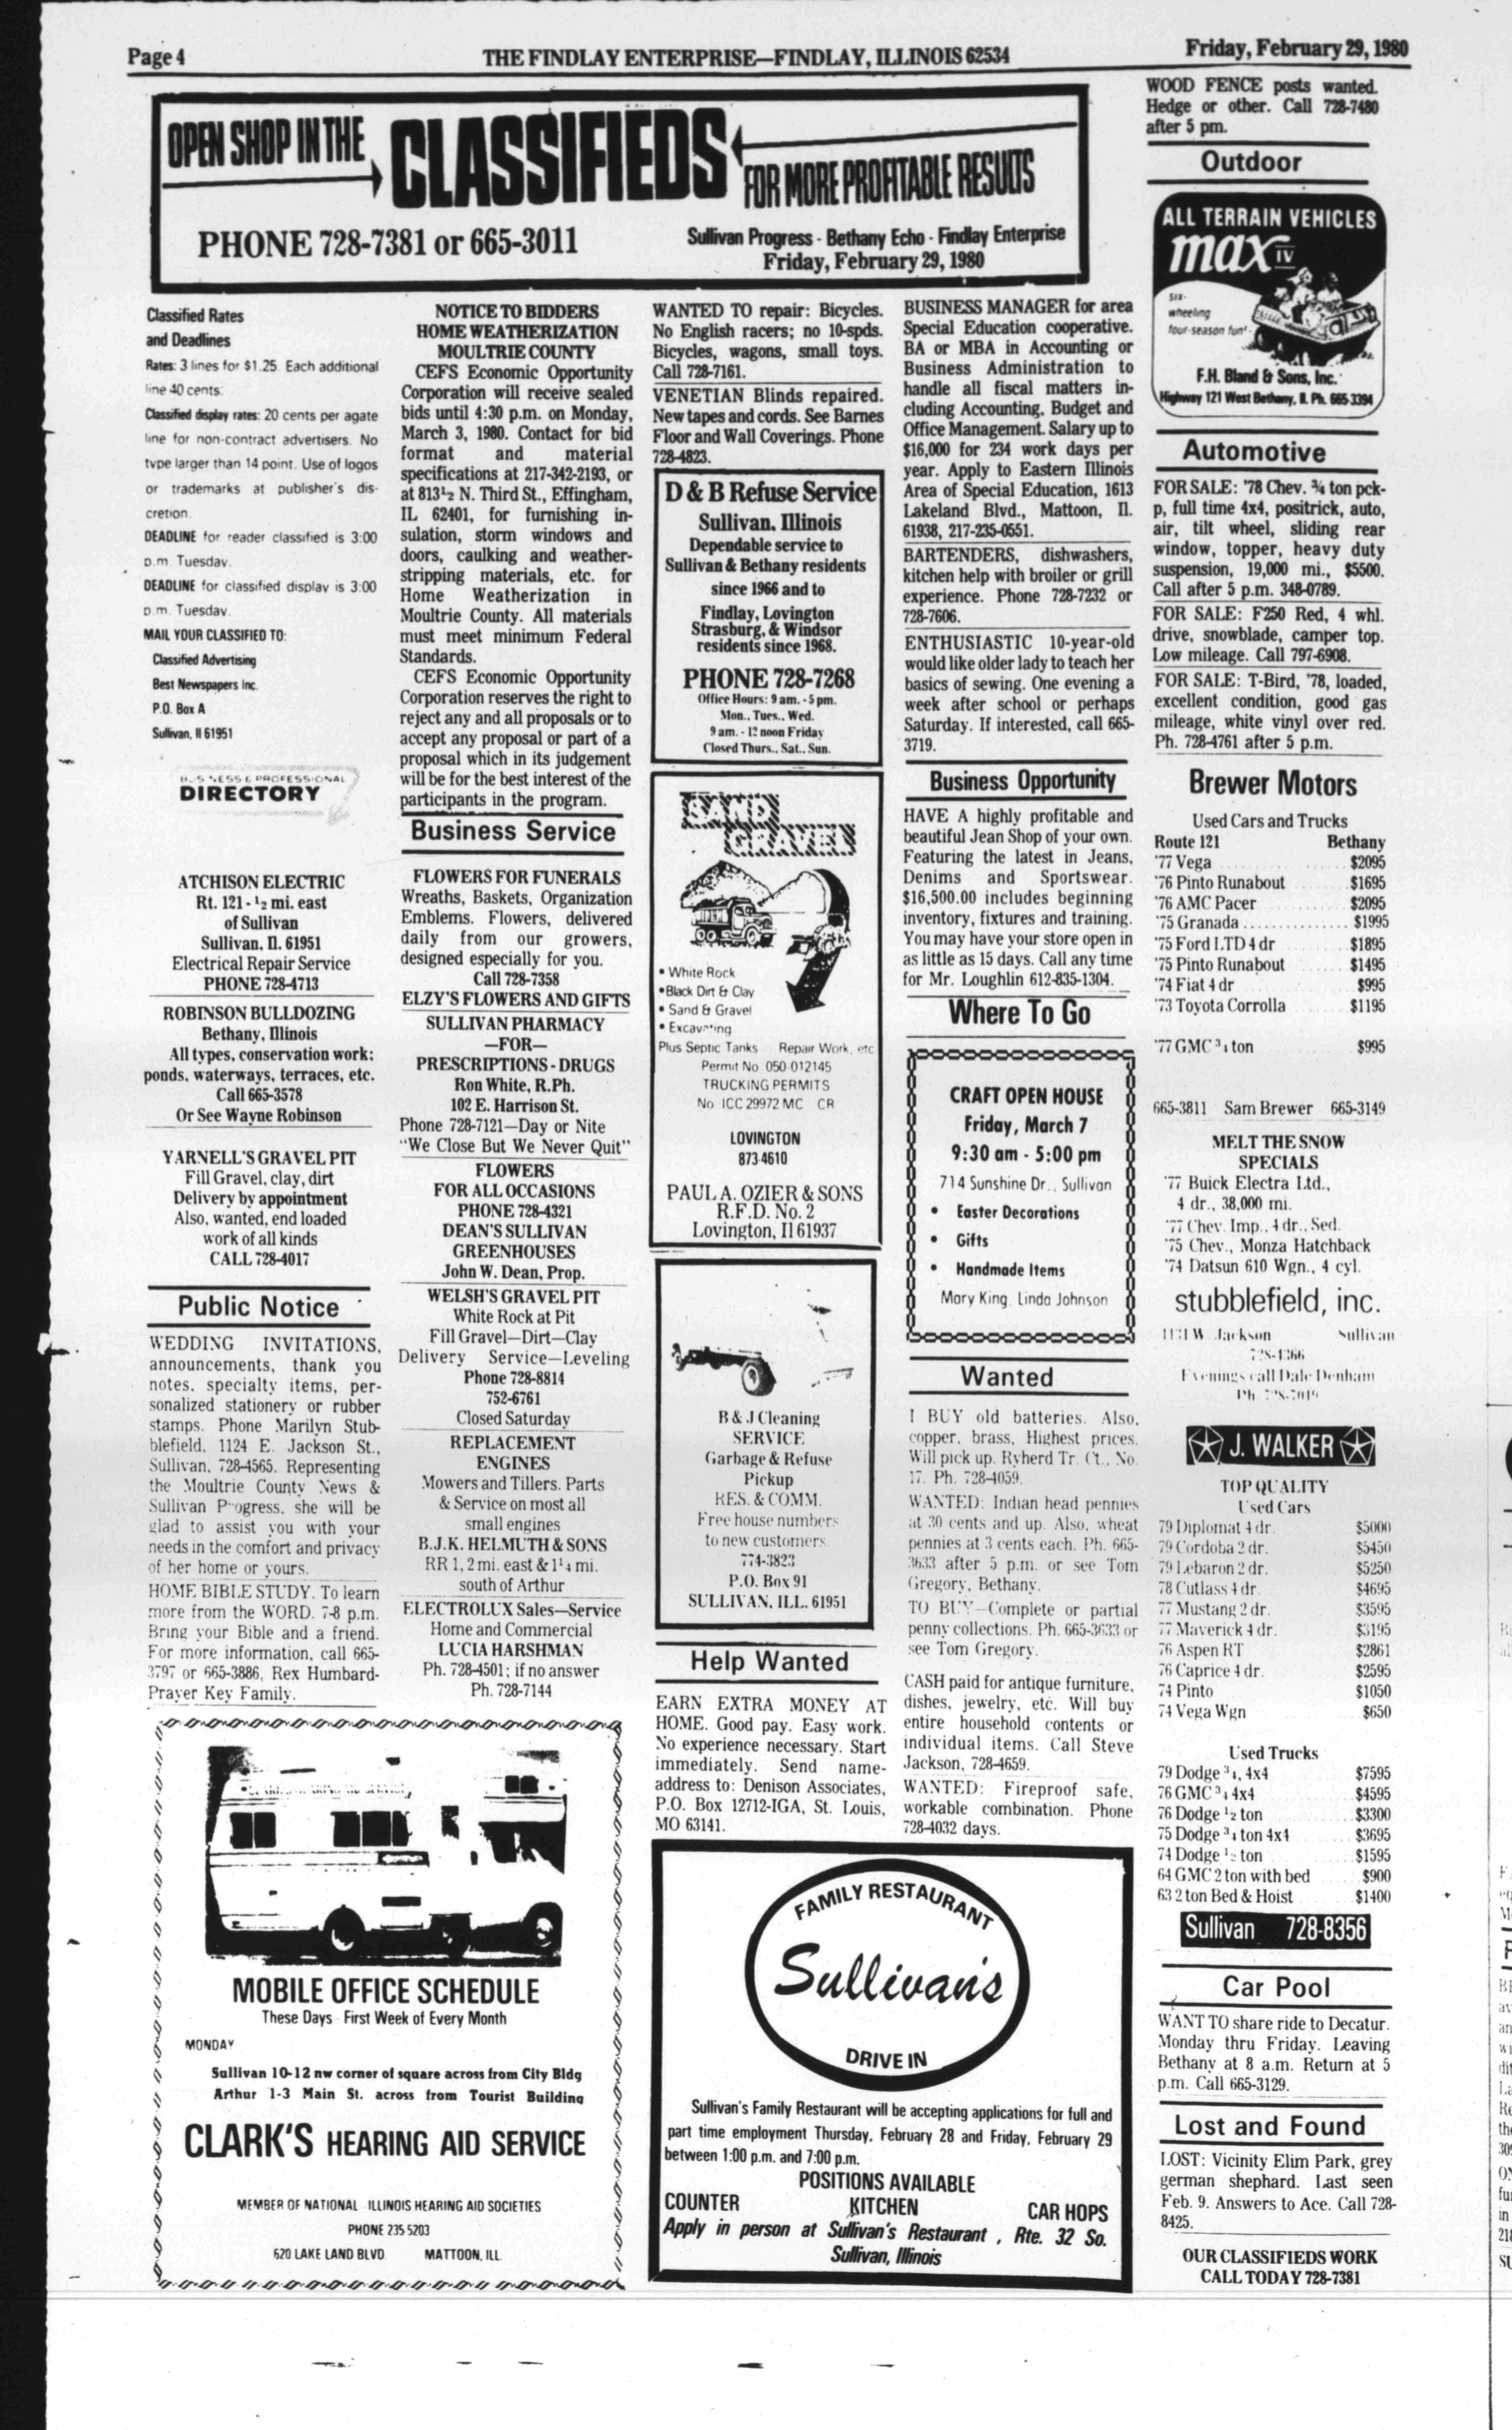 Page 4
THE FINDLAY ENTERPRISE—FINDLAY, ILLINOIS 62534
Friday, February 29, 1980
OPEN SHOP IN THE
CLASSIFIEDS
FOR MORE PROFITABLE RESULTS
PHONE 728-7381 or 665-3011
Sullivan Progress - Bethany Echo - Findlay Enterprise
Friday, February 29, 1980
Classified Rates
and Deadlines
Rates: 3 lines for $1.25. Each additional
line 40 cents.
Classified display rates: 20 cents per agate
line for non-contract advertisers. No
type larger than 14 point. Use of logos
or trademarks at publisher's dis-
cretion.
DEADLINE for reader classified is 3:00
p.m. Tuesday.
DEADLINE for classified display is 3:00
p.m. Tuesday.
MAIL YOUR CLASSIFIED TO:
Classified Advertising
Best Newspapers Inc.
P.O. Box A
Sullivan, Il 61951
BUSINESS & PROFESSIONAL
DIRECTORY
ATCHISON ELECTRIC
Rt. 121 - ½ mi. east
of Sullivan
Sullivan, Il. 61951
Electrical Repair Service
PHONE 728-4713
ROBINSON BULLDOZING
Bethany, Illinois
All types, conservation work;
ponds, waterways, terraces, etc.
Call 665-3578
Or See Wayne Robinson
YARNELL'S GRAVEL PIT
Fill Gravel, clay, dirt
Delivery by appointment
Also, wanted, end loaded
work of all kinds
CALL 728-4017
Public Notice
WEDDING INVITATIONS,
announcements, thank you
notes, specialty items, per-
sonalized stationery or rubber
stamps. Phone Marilyn Stub-
blefield, 1124 E. Jackson St.,
Sullivan, 728-4565. Representing
the Moultrie County News &
Sullivan Progress, she will be
glad to assist you with your
needs in the comfort and privacy
of her home or yours.
HOME BIBLE STUDY. To learn
more from the WORD. 7-8 p.m.
Bring your Bible and a friend.
For more information, call 665-
3797 or 665-3886, Rex Humbard-
Prayer Key Family.
NOTICE TO BIDDERS
HOME WEATHERIZATION
MOULTRIE COUNTY
CEFS Economic Opportunity
Corporation will receive sealed
bids until 4:30 p.m. on Monday,
March 3, 1980. Contact for bid
format and material
specifications at 217-342-2193, or
at 813½ N. Third St., Effingham,
IL 62401, for furnishing in-
sulation, storm windows and
doors, caulking and weather-
stripping materials, etc. for
Home Weatherization in
Moultrie County. All materials
must meet minimum Federal
Standards.
CEFS Economic Opportunity
Corporation reserves the right to
reject any and all proposals or to
accept any proposal or part of a
proposal which in its judgement
will be for the best interest of the
participants in the program.
Business Service
FLOWERS FOR FUNERALS
Wreaths, Baskets, Organization
Emblems. Flowers, delivered
daily from our growers,
designed especially for you.
Call 728-7358
ELZY'S FLOWERS AND GIFTS
SULLIVAN PHARMACY
—FOR—
PRESCRIPTIONS - DRUGS
Ron White, R.Ph.
102 E. Harrison St.
Phone 728-7121—Day or Nite
"We Close But We Never Quit"
FLOWERS
FOR ALL OCCASIONS
PHONE 728-4321
DEAN'S SULLIVAN
GREENHOUSES
John W. Dean, Prop.
WELSH'S GRAVEL PIT
White Rock at Pit
Fill Gravel—Dirt—Clay
Delivery Service—Leveling
Phone 728-8814
752-6761
Closed Saturday
REPLACEMENT
ENGINES
Mowers and Tillers. Parts
& Service on most all
small engines
B.J.K. HELMUTH & SONS
RR 1, 2 mi. east & 1¼ mi.
south of Arthur
ELECTROLUX Sales—Service
Home and Commercial
LUCIA HARSHMAN
Ph. 728-4501; if no answer
Ph. 728-7144
MOBILE OFFICE SCHEDULE
These Days - First Week of Every Month
MONDAY
Sullivan 10-12 nw corner of square across from City Bldg
Arthur 1-3 Main St. across from Tourist Building
CLARK'S HEARING AID SERVICE
MEMBER OF NATIONAL - ILLINOIS HEARING AID SOCIETIES
PHONE 235 5203
620 LAKE LAND BLVD. MATTOON, ILL.
WANTED TO repair: Bicycles.
No English racers; no 10-spds.
Bicycles, wagons, small toys.
Call 728-7161.
VENETIAN Blinds repaired.
New tapes and cords. See Barnes
Floor and Wall Coverings. Phone
728-4823.
D & B Refuse Service
Sullivan, Illinois
Dependable service to
Sullivan & Bethany residents
since 1966 and to
Findlay, Lovington
Strasburg, & Windsor
residents since 1968.
PHONE 728-7268
Office Hours: 9 am. - 5 pm.
Mon., Tues., Wed.
9 am. - 12 noon Friday
Closed Thurs., Sat., Sun.
SAND
GRAVEL
• White Rock
• Black Dirt & Clay
• Sand & Gravel
• Excavating
Plus Septic Tanks Repair Work, etc
Permit No 050-012145
TRUCKING PERMITS
No ICC 29972 MC CR
LOVINGTON
873-4610
PAUL A. OZIER & SONS
R.F.D. No. 2
Lovington, Il 61937
B & J Cleaning
SERVICE
Garbage & Refuse
Pickup
RES. & COMM.
Free house numbers
to new customers.
774-3823
P.O. Box 91
SULLIVAN, ILL. 61951
Help Wanted
EARN EXTRA MONEY AT
HOME. Good pay. Easy work.
No experience necessary. Start
immediately. Send name-
address to: Denison Associates,
P.O. Box 12712-IGA, St. Louis,
MO 63141.
BUSINESS MANAGER for area
Special Education cooperative.
BA or MBA in Accounting or
Business Administration to
handle all fiscal matters in-
cluding Accounting, Budget and
Office Management. Salary up to
$16,000 for 234 work days per
year. Apply to Eastern Illinois
Area of Special Education, 1613
Lakeland Blvd., Mattoon, Il.
61938, 217-235-0551.
BARTENDERS, dishwashers,
kitchen help with broiler or grill
experience. Phone 728-7232 or
728-7606.
ENTHUSIASTIC 10-year-old
would like older lady to teach her
basics of sewing. One evening a
week after school or perhaps
Saturday. If interested, call 665-
3719.
Business Opportunity
HAVE A highly profitable and
beautiful Jean Shop of your own.
Featuring the latest in Jeans,
Denims and Sportswear.
$16,500.00 includes beginning
inventory, fixtures and training.
You may have your store open in
as little as 15 days. Call any time
for Mr. Loughlin 612-835-1304.
Where To Go
CRAFT OPEN HOUSE
Friday, March 7
9:30 am - 5:00 pm
714 Sunshine Dr., Sullivan
• Easter Decorations
• Gifts
• Handmade Items
Mary King Linda Johnson
Wanted
I BUY old batteries. Also,
copper, brass, Highest prices.
Will pick up. Ryherd Tr. Ct., No.
17. Ph. 728-4059.
WANTED: Indian head pennies
at 30 cents and up. Also, wheat
pennies at 3 cents each. Ph. 665-
3633 after 5 p.m. or see Tom
Gregory, Bethany.
TO BUY—Complete or partial
penny collections. Ph. 665-3633 or
see Tom Gregory.
CASH paid for antique furniture,
dishes, jewelry, etc. Will buy
entire household contents or
individual items. Call Steve
Jackson, 728-4659.
WANTED: Fireproof safe,
workable combination. Phone
728-4032 days.
FAMILY RESTAURANT
Sullivan's
DRIVE IN
Sullivan's Family Restaurant will be accepting applications for full and
part time employment Thursday, February 28 and Friday, February 29
between 1:00 p.m. and 7:00 p.m.
POSITIONS AVAILABLE
COUNTER KITCHEN CAR HOPS
Apply in person at Sullivan's Restaurant , Rte. 32 So.
Sullivan, Illinois
WOOD FENCE posts wanted.
Hedge or other. Call 728-7480
after 5 pm.
Outdoor
ALL TERRAIN VEHICLES
max IV
six-
wheeling
four-season fun!
F.H. Bland & Sons, Inc.
Highway 121 West Bethany, Il. Ph. 665-3394
Automotive
FOR SALE: '78 Chev. ¾ ton pck-
p, full time 4x4, positrick, auto,
air, tilt wheel, sliding rear
window, topper, heavy duty
suspension, 19,000 mi., $5500.
Call after 5 p.m. 348-0789.
FOR SALE: F250 Red, 4 whl.
drive, snowblade, camper top.
Low mileage. Call 797-6908.
FOR SALE: T-Bird, '78, loaded,
excellent condition, good gas
mileage, white vinyl over red.
Ph. 728-4761 after 5 p.m.
Brewer Motors
Used Cars and Trucks
Route 121 Bethany
'77 Vega $2095
'76 Pinto Runabout $1695
'76 AMC Pacer $2095
'75 Granada $1995
'75 Ford LTD 4 dr $1895
'75 Pinto Runabout $1495
'74 Fiat 4 dr $995
'73 Toyota Corrolla $1195
'77 GMC ¾ ton $995
665-3811 Sam Brewer 665-3149
MELT THE SNOW
SPECIALS
'77 Buick Electra Ltd.,
4 dr., 38,000 mi.
'77 Chev. Imp., 4 dr., Sed.
'75 Chev., Monza Hatchback
'74 Datsun 610 Wgn., 4 cyl.
stubblefield, inc.
W. Jackson Sullivan
728-4366
Evenings call Dale Denham
Ph. 728-7019
J. WALKER
TOP QUALITY
Used Cars
79 Diplomat 4 dr. $5000
79 Cordoba 2 dr. $5450
79 Lebaron 2 dr. $5250
78 Cutlass 4 dr. $4695
77 Mustang 2 dr. $3595
77 Maverick 4 dr. $3195
76 Aspen RT $2861
76 Caprice 4 dr. $2595
74 Pinto $1050
74 Vega Wgn $650
Used Trucks
79 Dodge ¾, 4x4 $7595
76 GMC ¾ 4x4 $4595
76 Dodge ½ ton $3300
75 Dodge ¾ ton 4x4 $3695
74 Dodge ½ ton $1595
64 GMC 2 ton with bed $900
63 2 ton Bed & Hoist $1400
Sullivan 728-8356
Car Pool
WANT TO share ride to Decatur.
Monday thru Friday. Leaving
Bethany at 8 a.m. Return at 5
p.m. Call 665-3129.
Lost and Found
LOST: Vicinity Elim Park, grey
german shephard. Last seen
Feb. 9. Answers to Ace. Call 728-
8425.
OUR CLASSIFIEDS WORK
CALL TODAY 728-7381